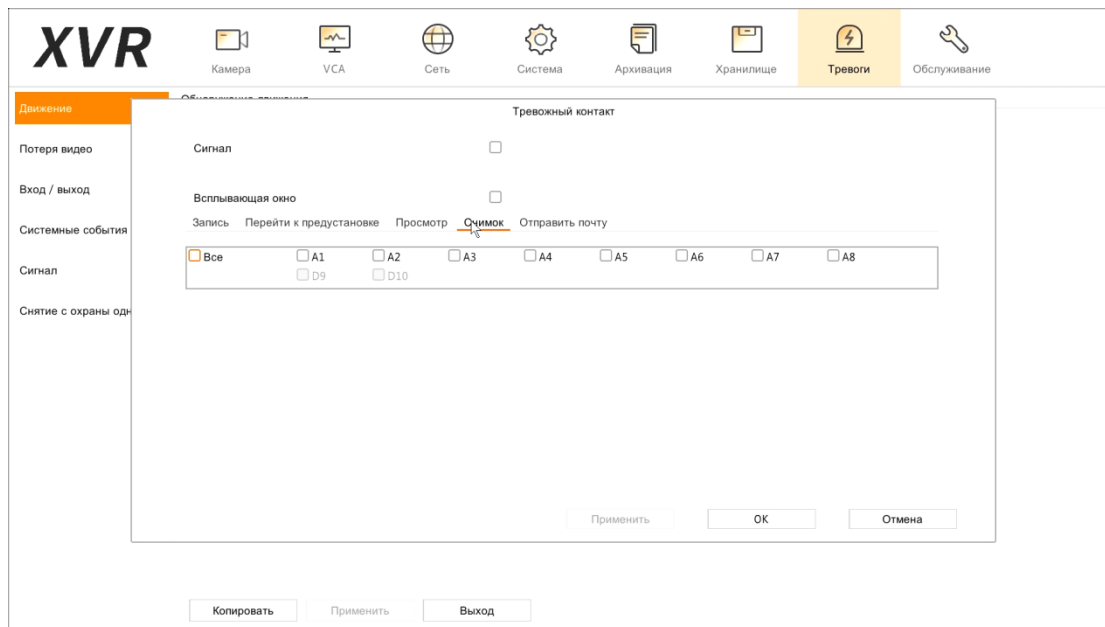 XVR
Камера VCA Сеть Система Архивация Хранилище Тревоги Обслуживание
Движение
Обнаружение движения
Тревожный контакт
Потеря видео
Сигнал
Вход / выход
Всплывающая окно
Запись Перейти к предустановке Просмотр Снимок Отправить почту
Системные события
Все A1 A2 A3 A4 A5 A6 A7 A8
D9 D10
Сигнал
Снятие с охраны одн
Применить OK Отмена
Копировать Применить Выход